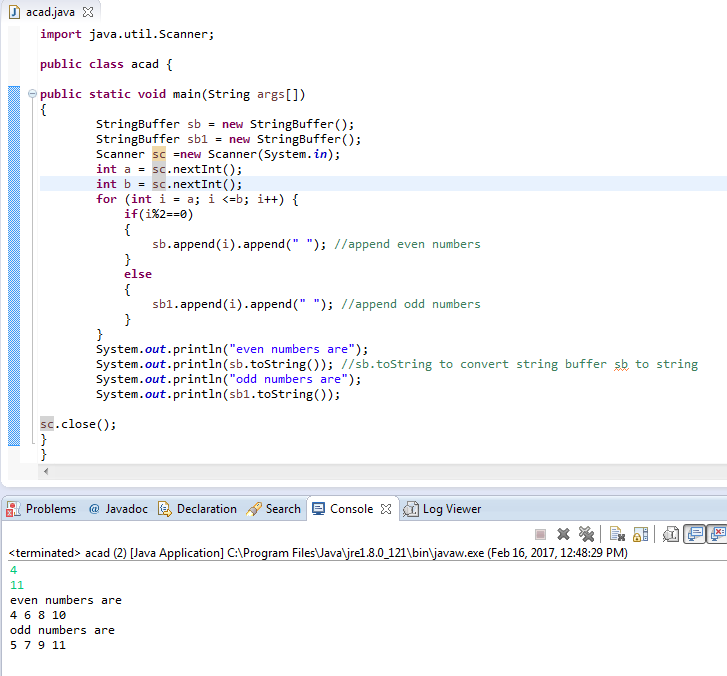 acad.java
import java.util.Scanner;
public class acad {
public static void main(String args[])
{
StringBuffer sb = new StringBuffer();
StringBuffer sb1 = new StringBuffer();
Scanner sc =new Scanner(System.in);
int a = sc.nextInt();
int b = sc.nextInt();
for (int i = a; i <=b; i++) {
if(i%2==0)
{
sb.append(i).append(" "); //append even numbers
}
else
{
sb1.append(i).append(" "); //append odd numbers
}
}
System.out.println("even numbers are");
System.out.println(sb.toString()); //sb.toString to convert string buffer sb to string
System.out.println("odd numbers are");
System.out.println(sb1.toString());
sc.close();
}
}
Problems @ Javadoc Declaration Search Console Log Viewer
<terminated> acad (2) [Java Application] C:\Program Files\Java\jre1.8.0_121\bin\javaw.exe (Feb 16, 2017, 12:48:29 PM)
4
11
even numbers are
4 6 8 10
odd numbers are
5 7 9 11